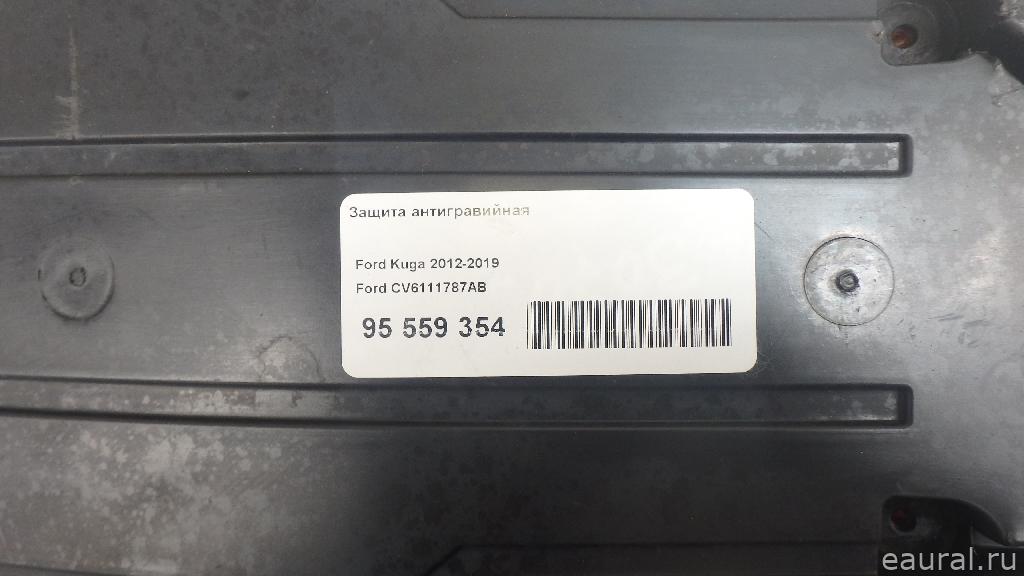 Защита антигравийная
Ford Kuga 2012-2019
Ford CV6111787AB
95 559 354
eaural.ru